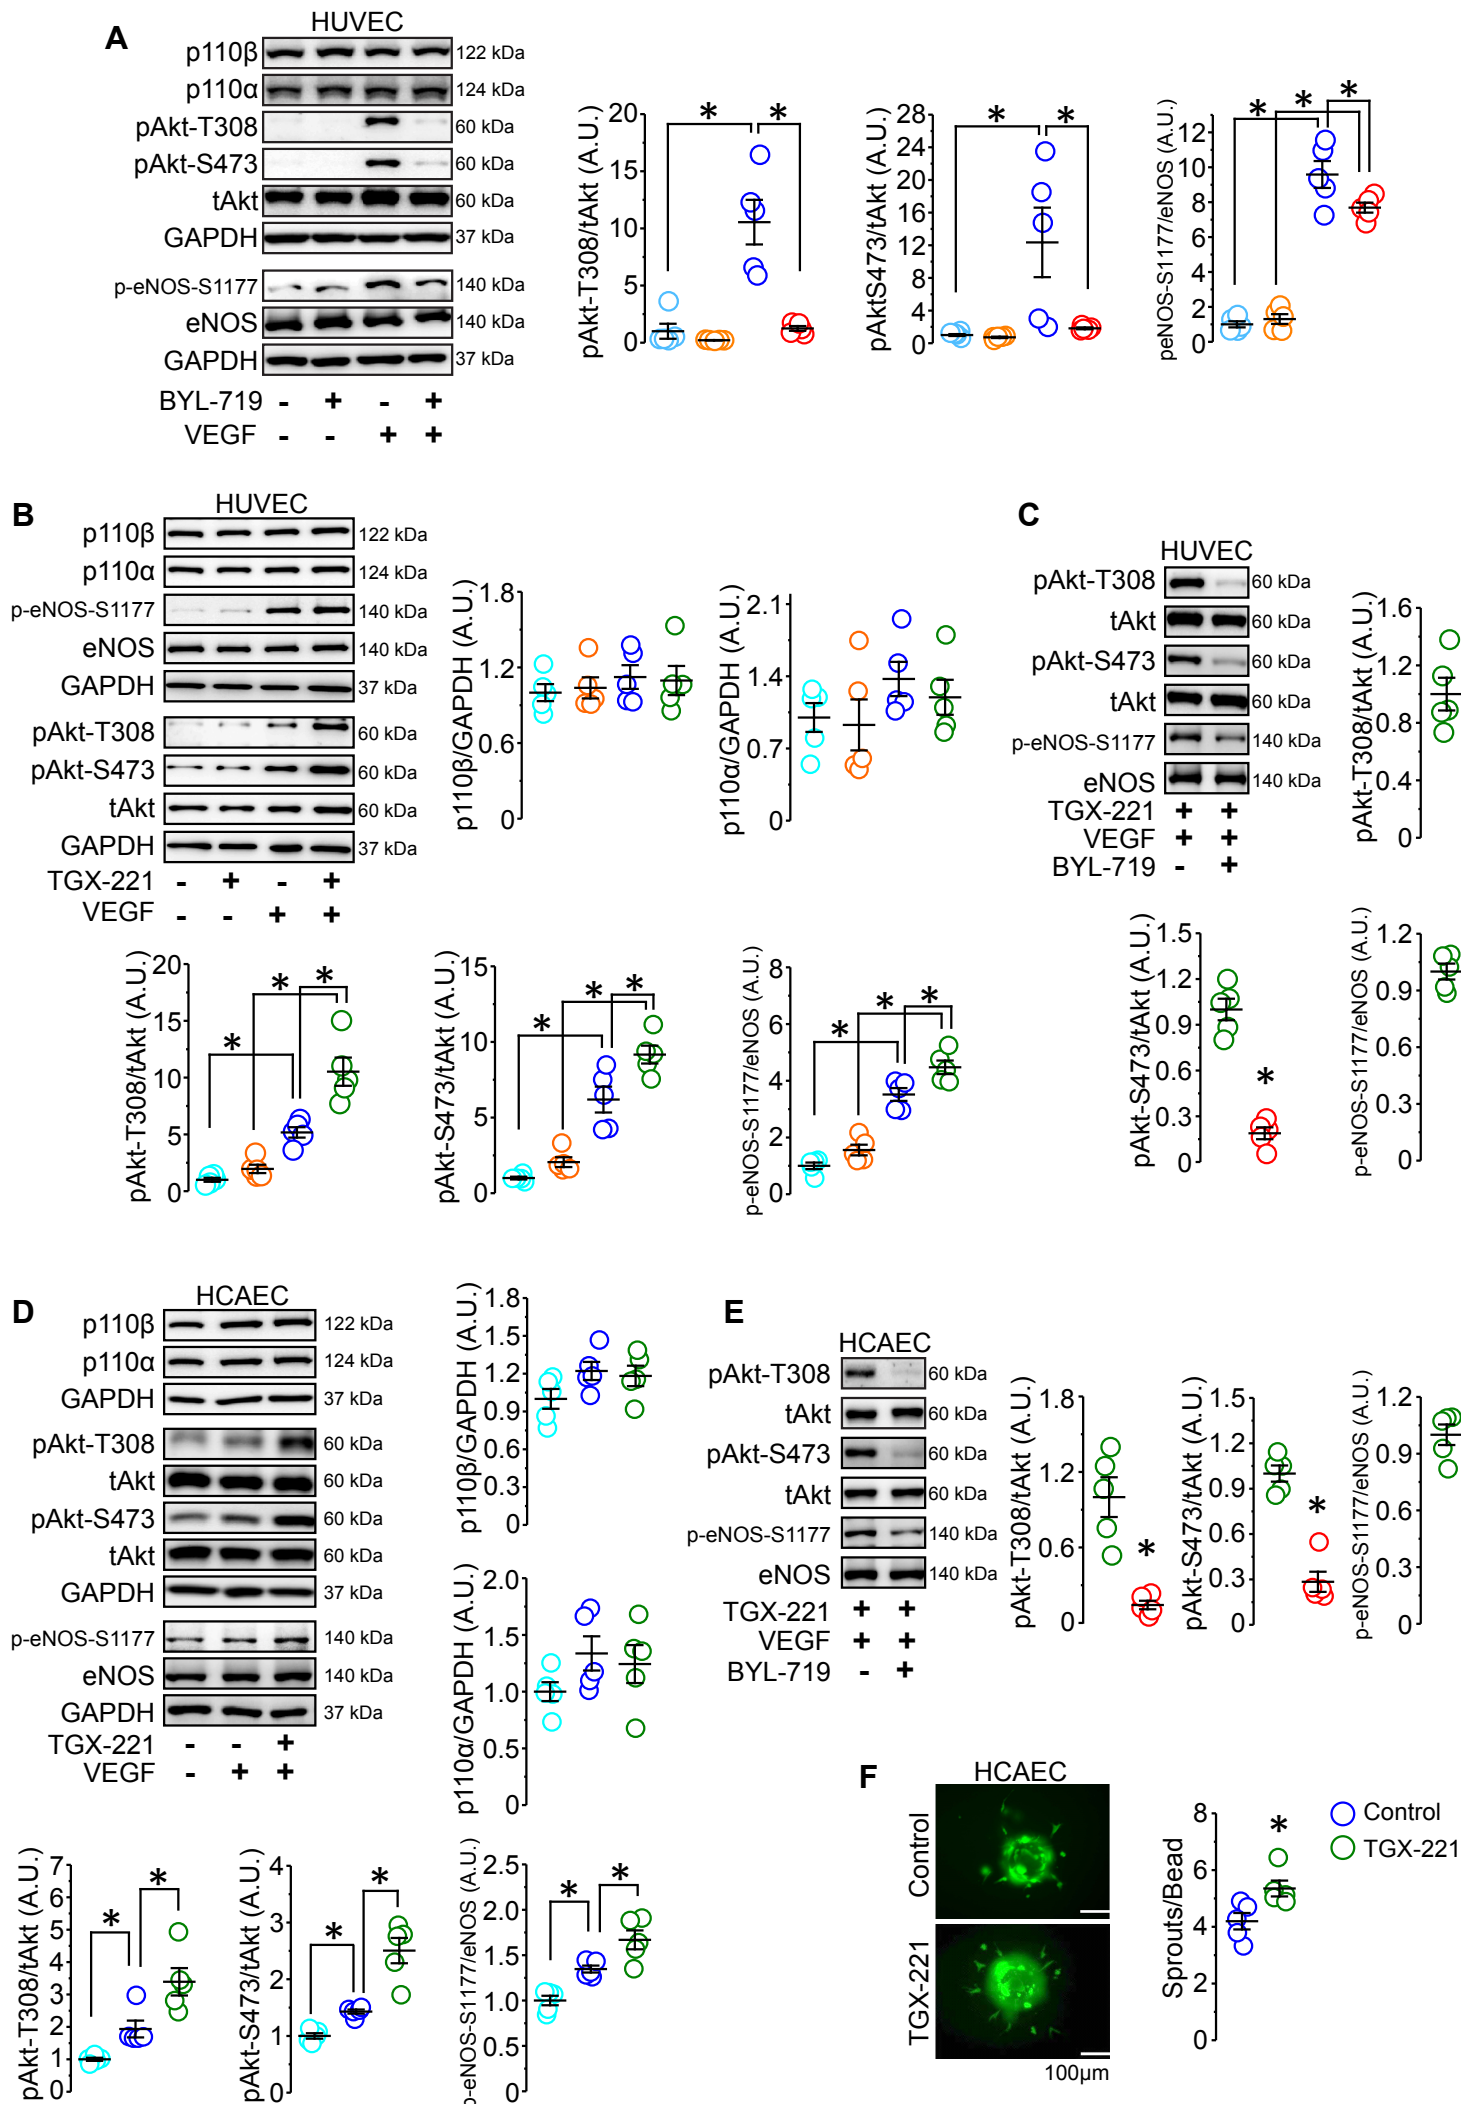 A
HUVEC
p110β 122 kDa
p110α 124 kDa
pAkt-T308 60 kDa
pAkt-S473 60 kDa
tAkt 60 kDa
GAPDH 37 kDa
p-eNOS-S1177 140 kDa
eNOS 140 kDa
GAPDH 37 kDa
BYL-719 - + - +
VEGF - - + +
pAkt-T308/tAkt (A.U.)
20
15
10
5
0
* *
pAktS473/tAkt (A.U.)
28
24
20
16
12
8
4
0
* *
peNOS-S1177/eNOS (A.U.)
12
10
8
6
4
2
0
* * *
B
HUVEC
p110β 122 kDa
p110α 124 kDa
p-eNOS-S1177 140 kDa
eNOS 140 kDa
GAPDH 37 kDa
pAkt-T308 60 kDa
pAkt-S473 60 kDa
tAkt 60 kDa
GAPDH 37 kDa
TGX-221 - + - +
VEGF - - + +
p110β/GAPDH (A.U.)
1.8
1.2
0.6
0
p110α/GAPDH (A.U.)
2.1
1.4
0.7
0
pAkt-T308/tAkt (A.U.)
20
15
10
5
0
* * *
pAkt-S473/tAkt (A.U.)
15
10
5
0
* * *
p-eNOS-S1177/eNOS (A.U.)
8
6
4
2
0
* * *
C
HUVEC
pAkt-T308 60 kDa
tAkt 60 kDa
pAkt-S473 60 kDa
tAkt 60 kDa
p-eNOS-S1177 140 kDa
eNOS 140 kDa
TGX-221 + +
VEGF + +
BYL-719 - +
pAkt-T308/tAkt (A.U.)
1.6
1.2
0.8
0.4
0
pAkt-S473/tAkt (A.U.)
1.5
1.2
0.9
0.6
0.3
0
*
p-eNOS-S1177/eNOS (A.U.)
1.2
0.9
0.6
0.3
0
D
HCAEC
p110β 122 kDa
p110α 124 kDa
GAPDH 37 kDa
pAkt-T308 60 kDa
tAkt 60 kDa
pAkt-S473 60 kDa
tAkt 60 kDa
GAPDH 37 kDa
p-eNOS-S1177 140 kDa
eNOS 140 kDa
GAPDH 37 kDa
TGX-221 - - +
VEGF - + +
p110β/GAPDH (A.U.)
1.8
1.5
1.2
0.9
0.6
0.3
0
p110α/GAPDH (A.U.)
2.0
1.5
1.0
0.5
0
pAkt-T308/tAkt (A.U.)
7
6
5
4
3
2
1
0
* *
pAkt-S473/tAkt (A.U.)
4
3
2
1
0
* *
p-eNOS-S1177/eNOS (A.U.)
2.5
2.0
1.5
1.0
0.5
0
* *
E
HCAEC
pAkt-T308 60 kDa
tAkt 60 kDa
pAkt-S473 60 kDa
tAkt 60 kDa
p-eNOS-S1177 140 kDa
eNOS 140 kDa
TGX-221 + +
VEGF + +
BYL-719 - +
pAkt-T308/tAkt (A.U.)
1.8
1.2
0.6
0
*
pAkt-S473/tAkt (A.U.)
1.5
1.2
0.9
0.6
0.3
0
*
p-eNOS-S1177/eNOS (A.U.)
1.2
0.9
0.6
0.3
0
F
HCAEC
Control
TGX-221
100μm
Sprouts/Bead
8
6
4
2
0
*
Control
TGX-221